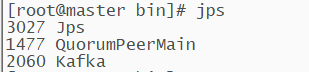 [root@master bin]# jps
3027 Jps
1477 QuorumPeerMain
2060 Kafka